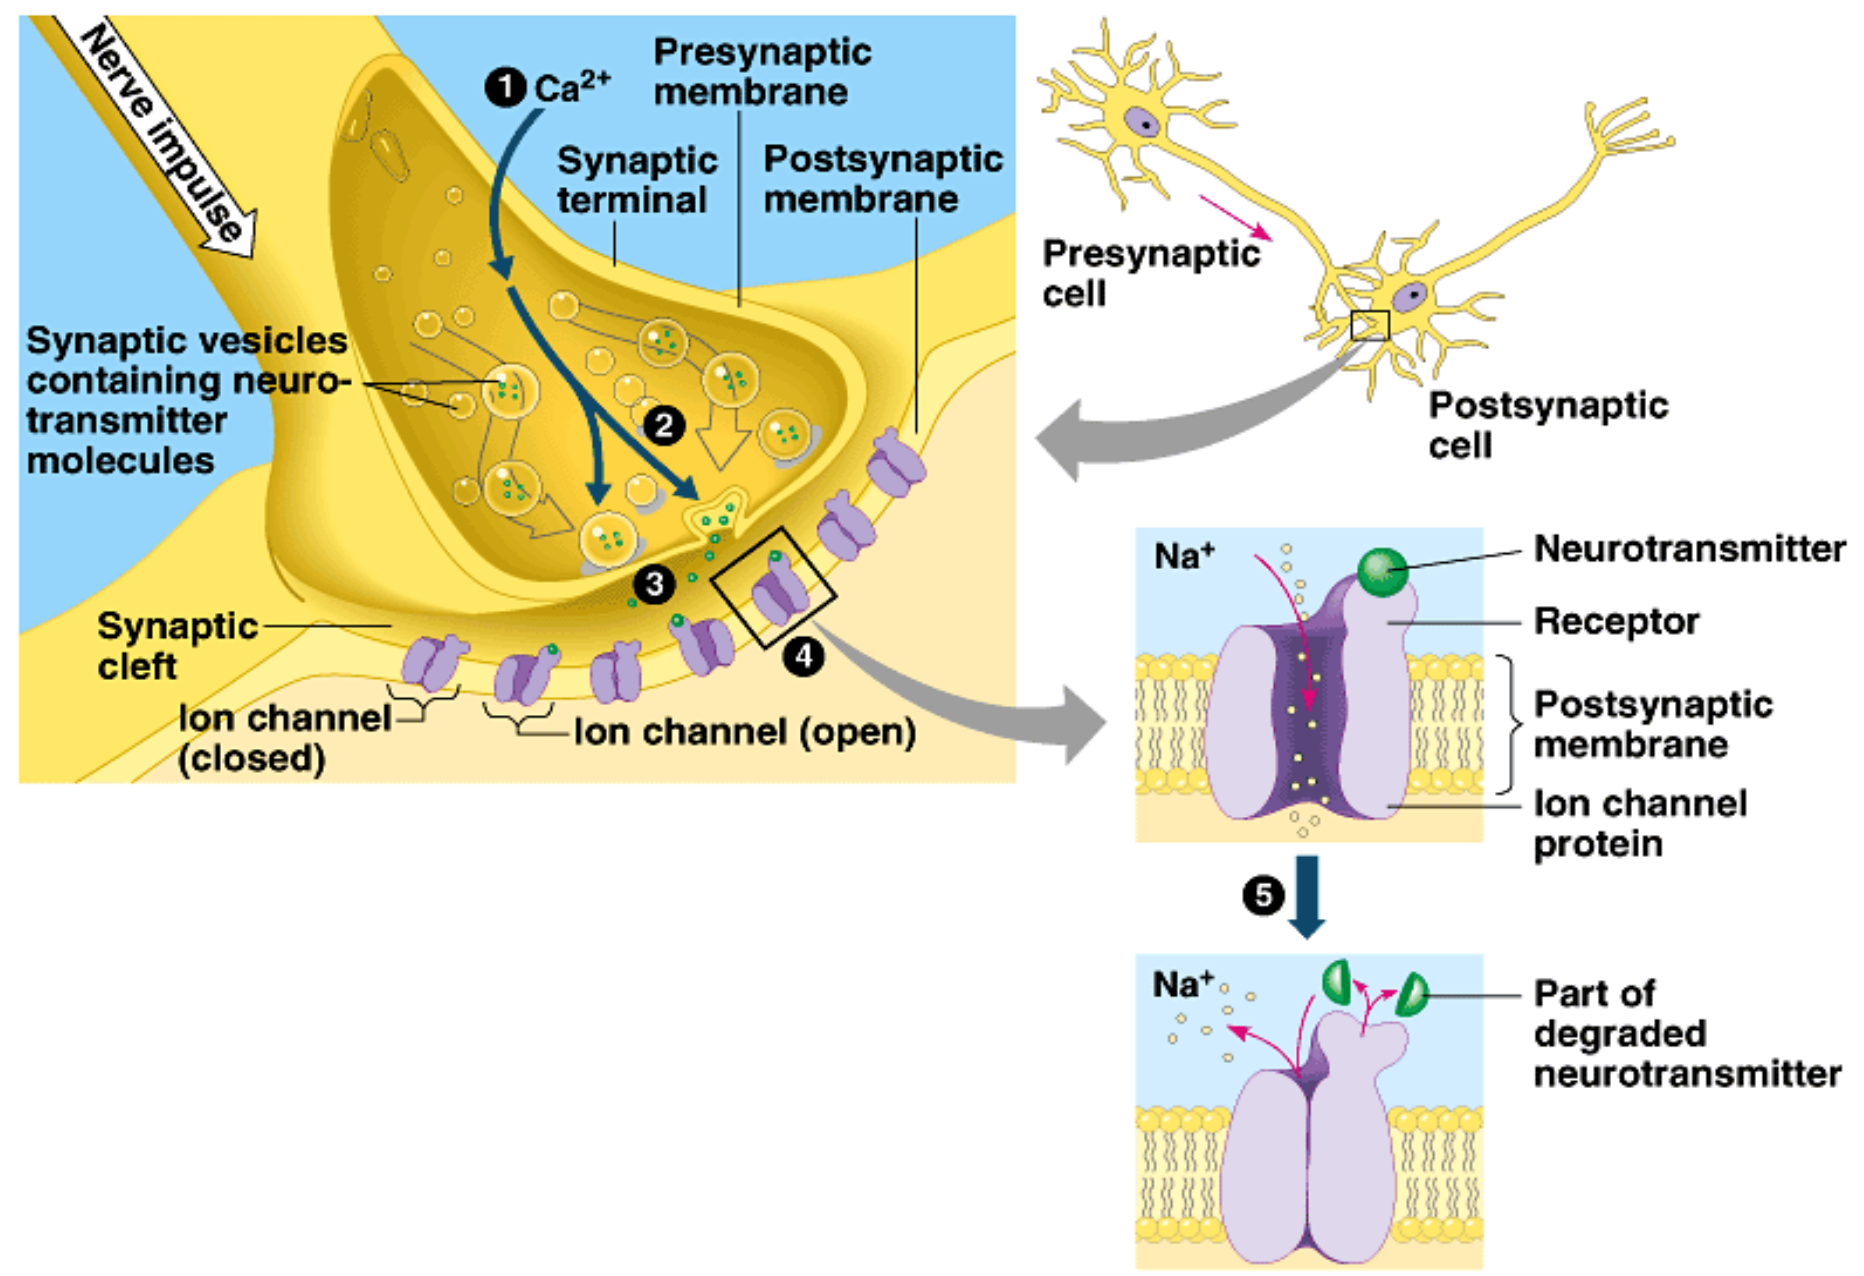 Nerve impulse
1 Ca²⁺
Presynaptic
membrane
Synaptic
terminal
Postsynaptic
membrane
Synaptic vesicles
containing neuro-
transmitter
molecules
2
3
4
Synaptic
cleft
Ion channel
(closed)
Ion channel (open)
Presynaptic
cell
Postsynaptic
cell
Na⁺
Neurotransmitter
Receptor
Postsynaptic
membrane
Ion channel
protein
5
Na⁺
Part of
degraded
neurotransmitter